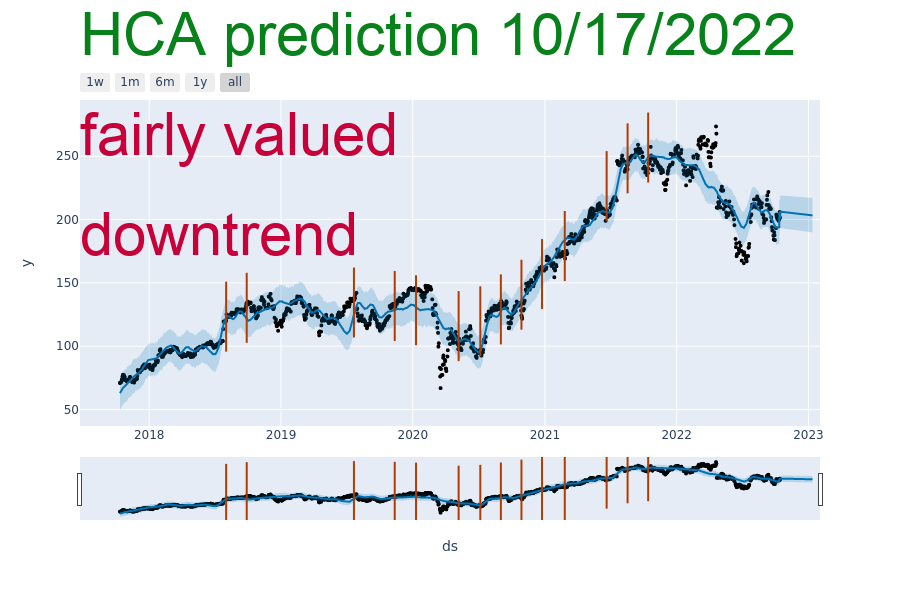 HCA prediction 10/17/2022
1w 1m 6m 1y all
fairly valued
250
downtrend
200
y
150
100
50
2018 2019 2020 2021 2022 2023
ds